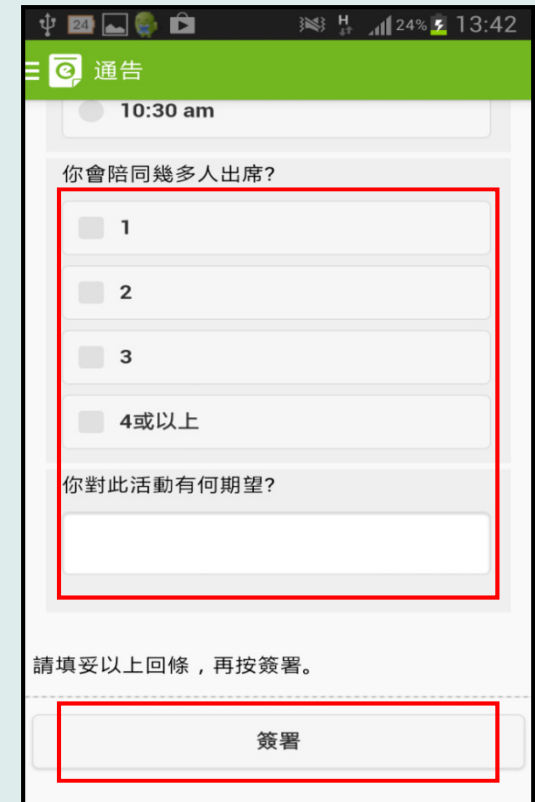 24 H 24% 13:42
通告
10:30 am
你會陪同幾多人出席?
1
2
3
4或以上
你對此活動有何期望?
請填妥以上回條，再按簽署。
簽署